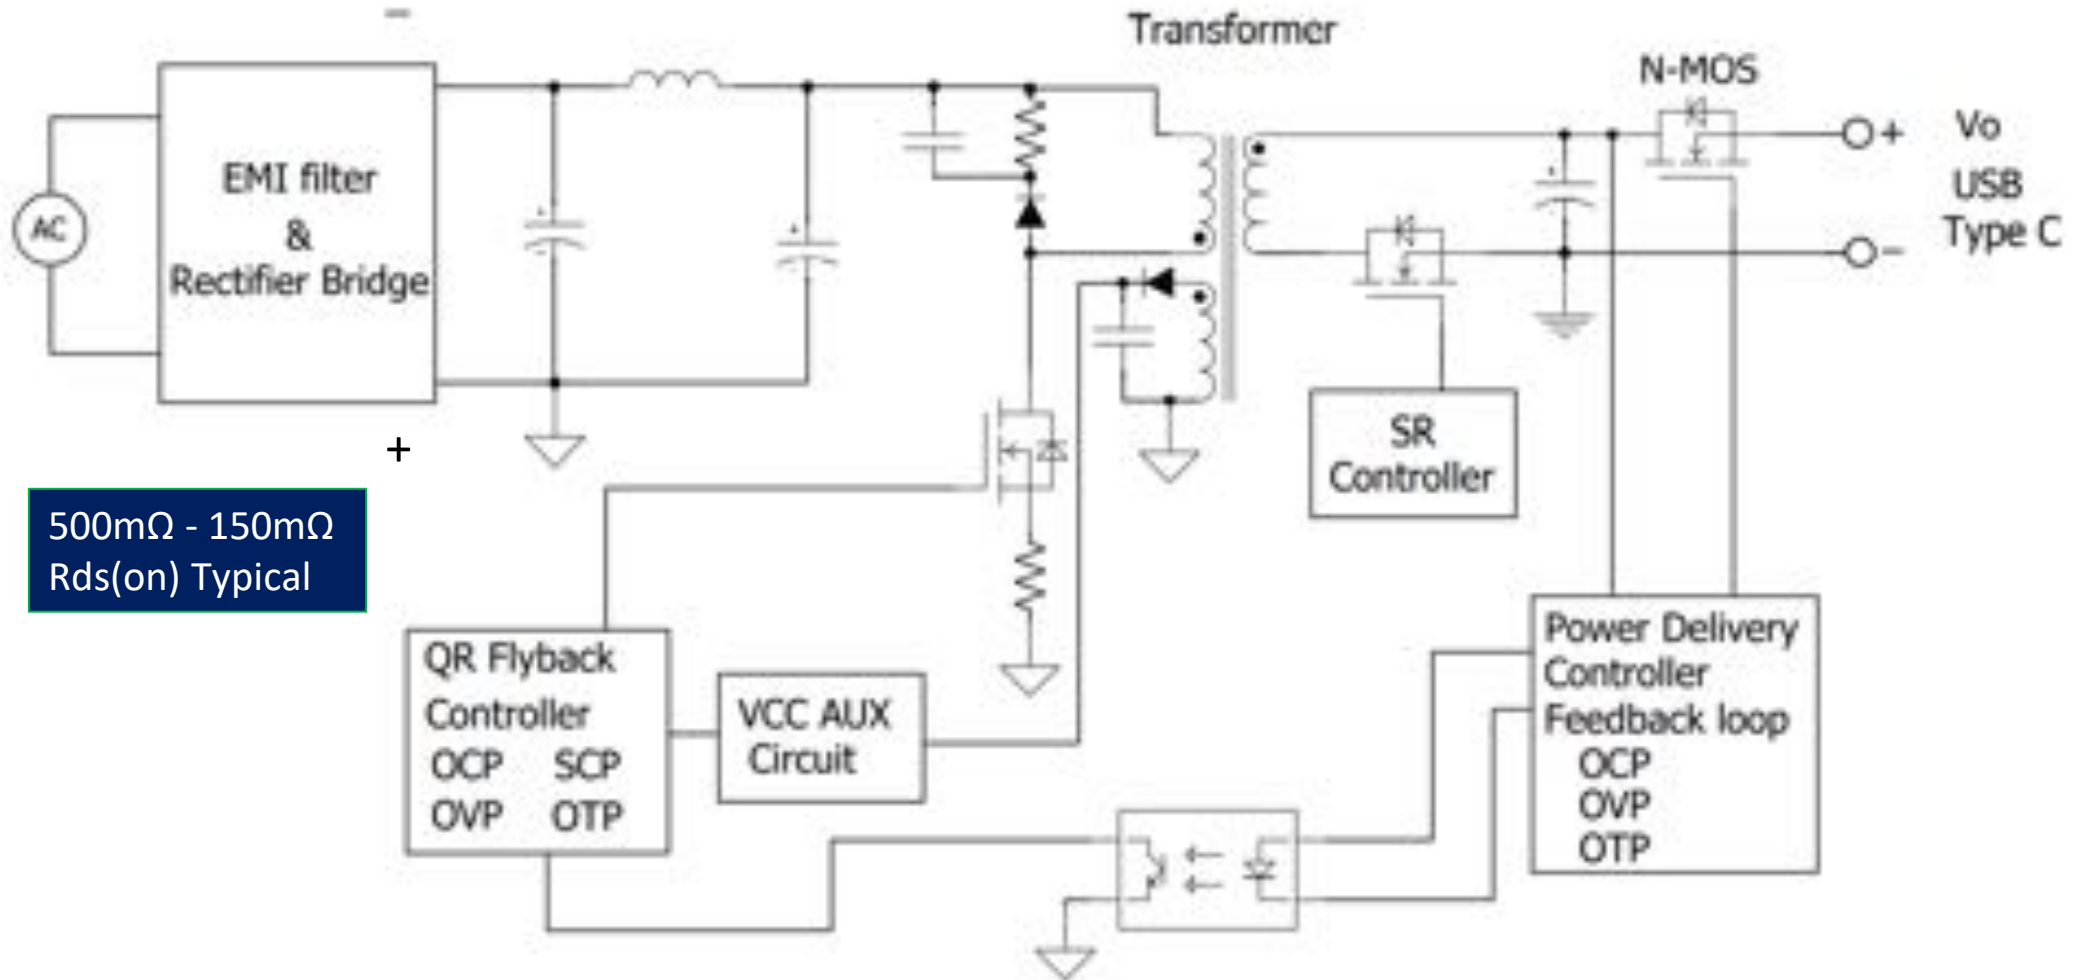 −
Transformer
N-MOS
EMI filter
&
Rectifier Bridge
AC
+ Vo
USB
Type C
−
+
SR
Controller
500mΩ - 150mΩ
Rds(on) Typical
QR Flyback
Controller
OCP SCP
OVP OTP
VCC AUX
Circuit
Power Delivery
Controller
Feedback loop
OCP
OVP
OTP